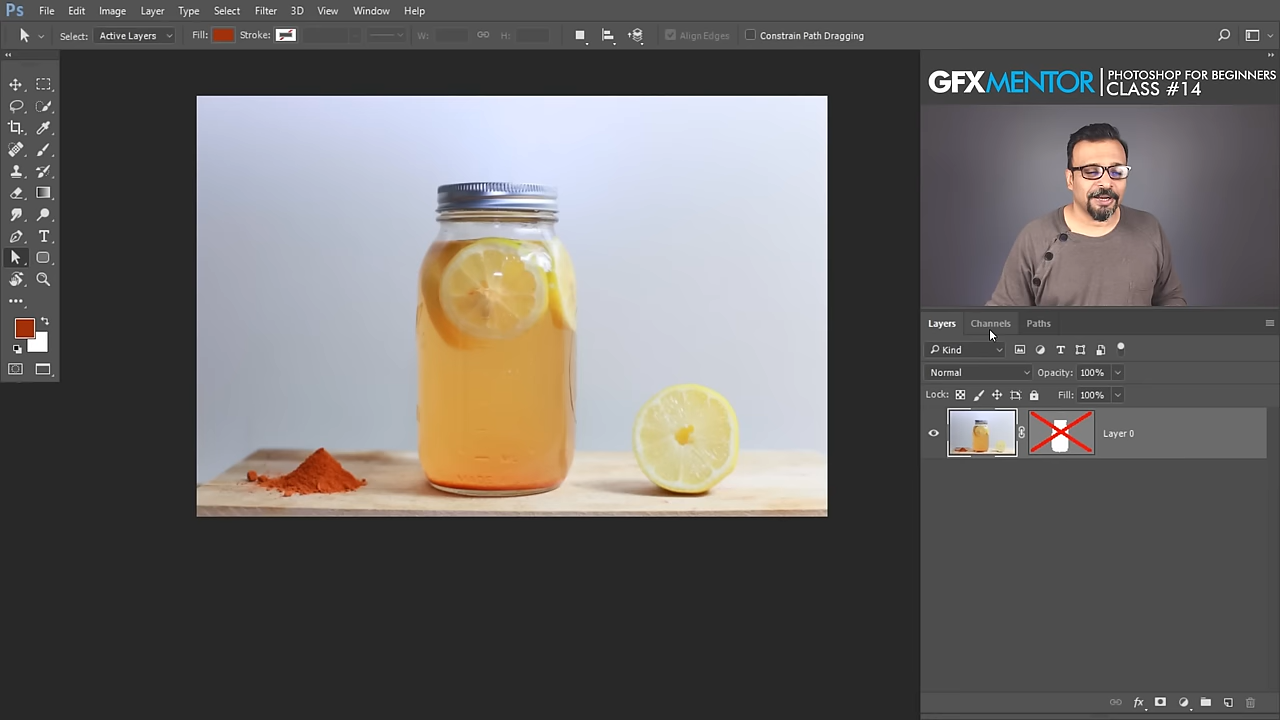 Ps File Edit Image Layer Type Select Filter 3D View Window Help
Select: Active Layers Fill: Stroke: W: H: Align Edges Constrain Path Dragging
GFXMENTOR PHOTOSHOP FOR BEGINNERS
CLASS #14
Layers Channels Paths
Kind
Normal Opacity: 100%
Lock: Fill: 100%
Layer 0